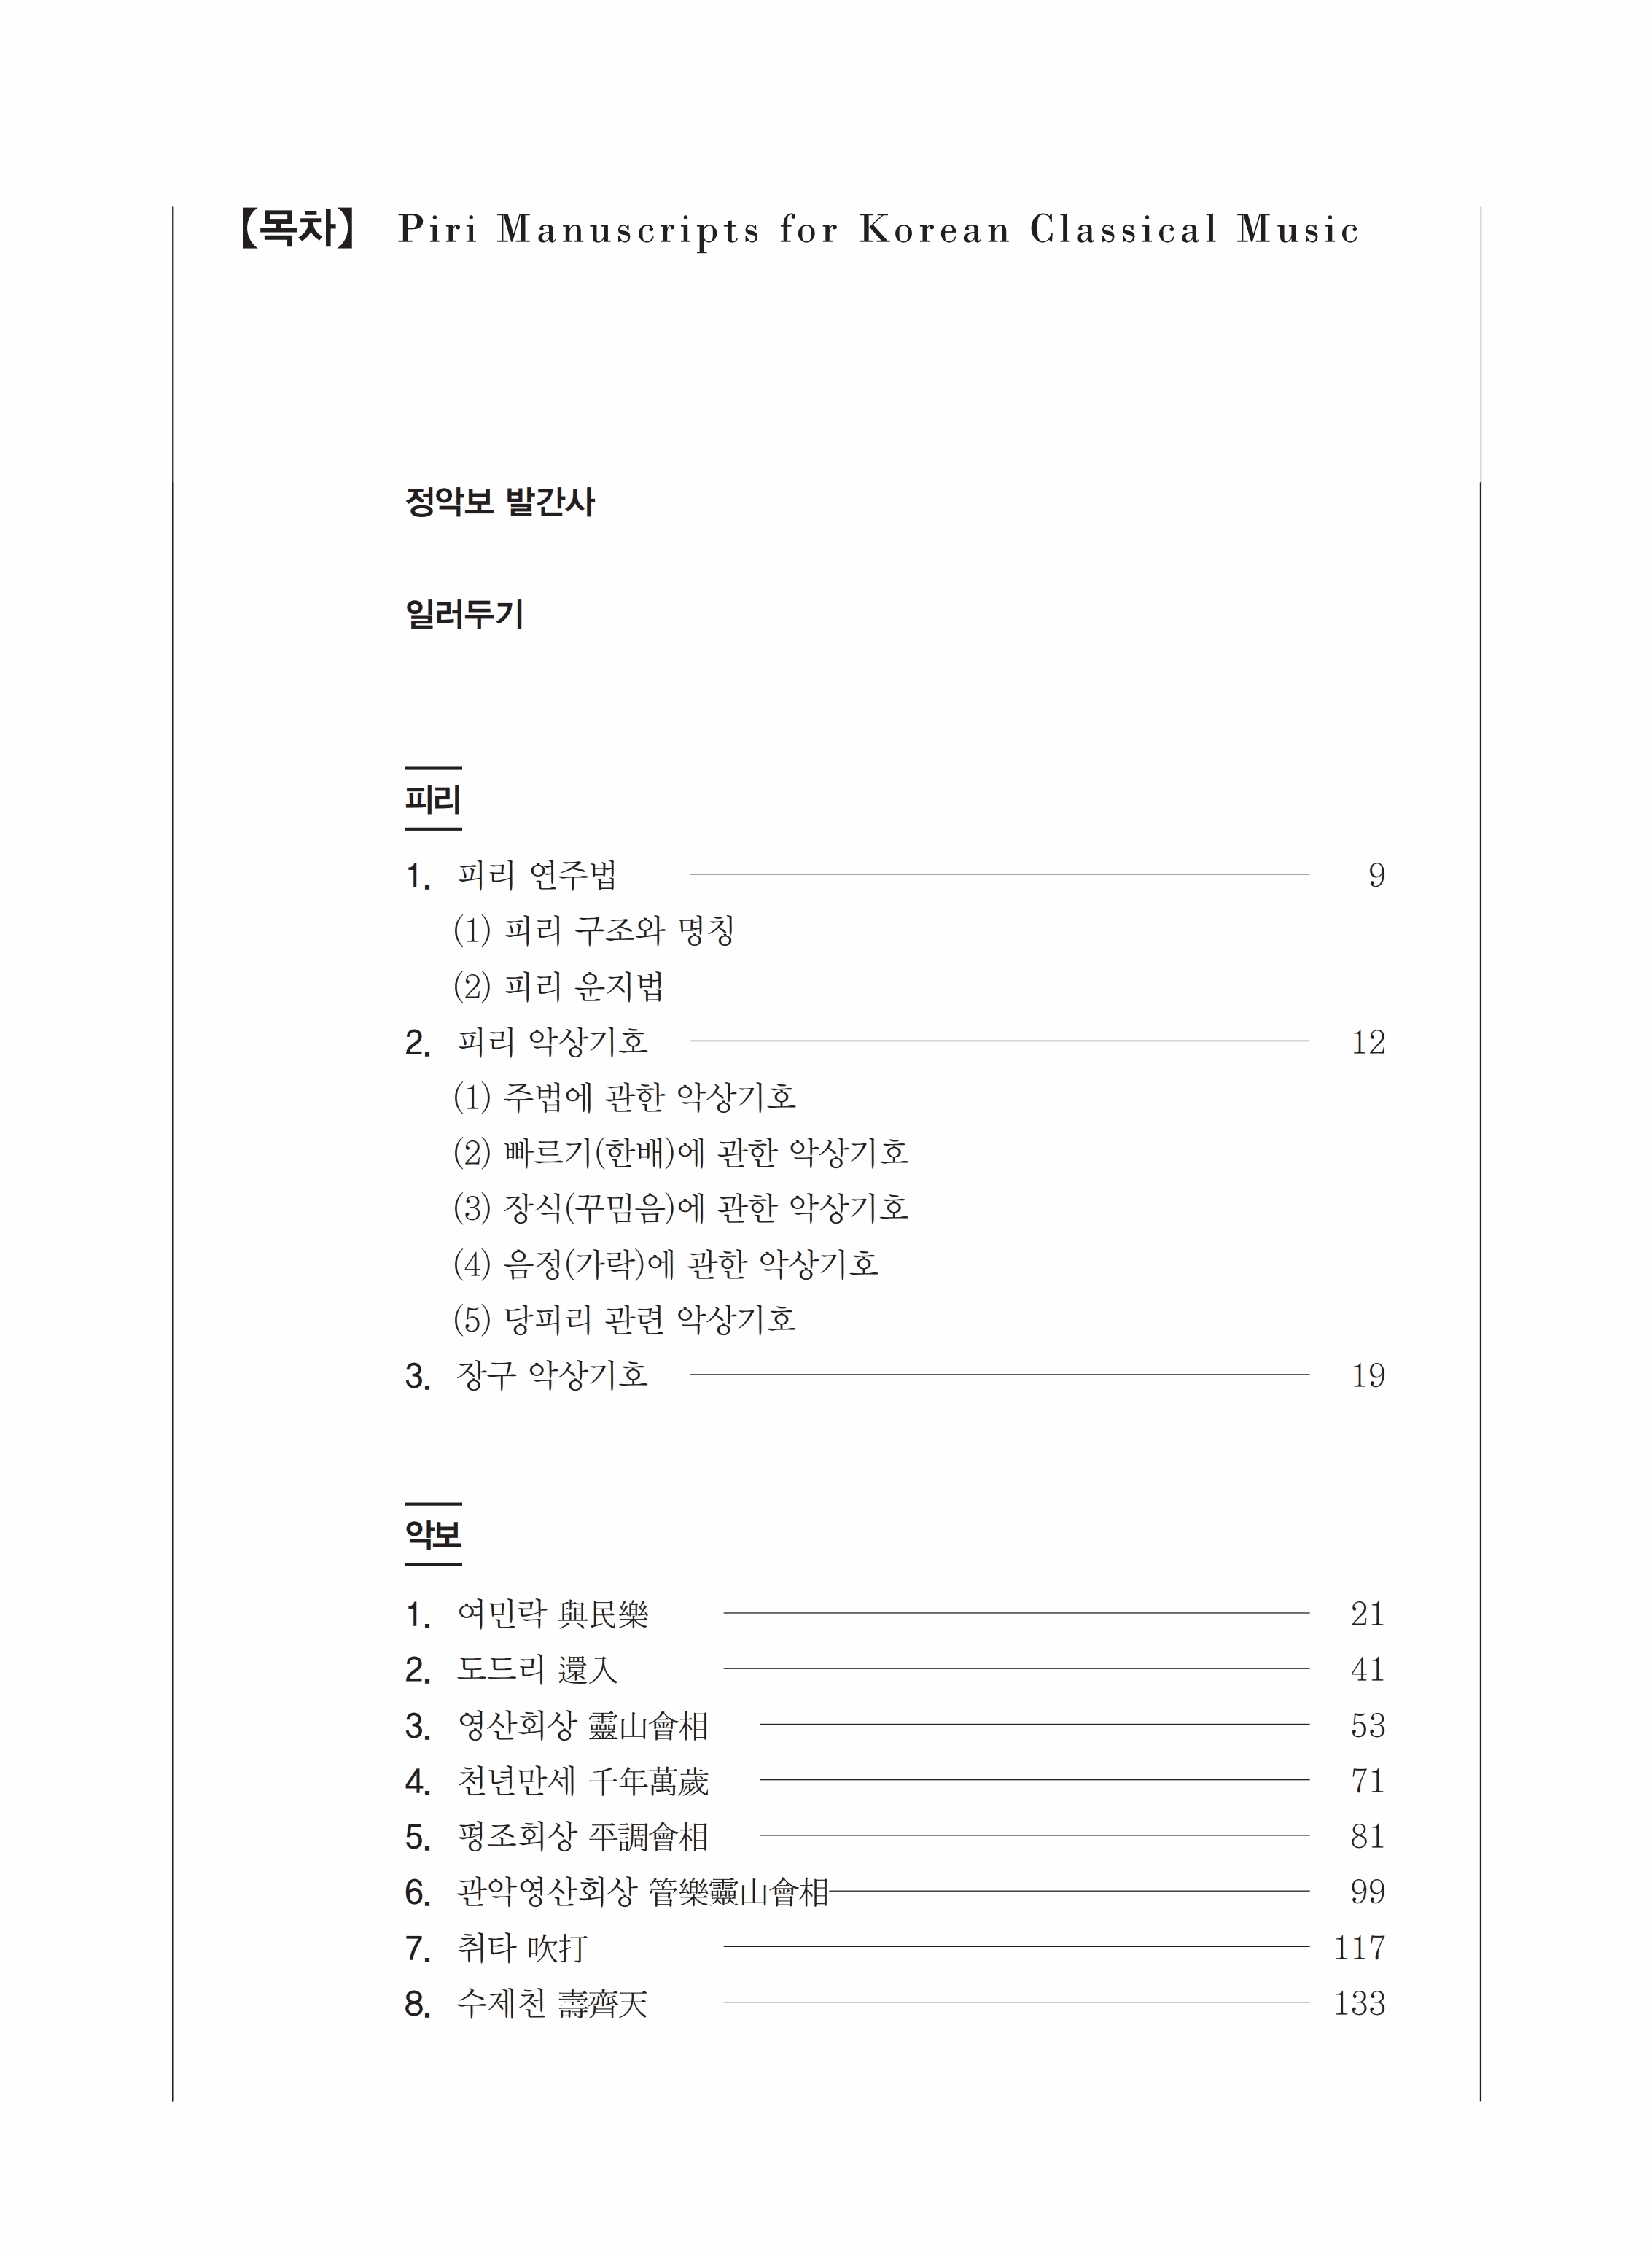 【목차】 Piri Manuscripts for Korean Classical Music
정악보 발간사
일러두기
피리
1. 피리 연주법 9
(1) 피리 구조와 명칭
(2) 피리 운지법
2. 피리 악상기호 12
(1) 주법에 관한 악상기호
(2) 빠르기(한배)에 관한 악상기호
(3) 장식(꾸밈음)에 관한 악상기호
(4) 음정(가락)에 관한 악상기호
(5) 당피리 관련 악상기호
3. 장구 악상기호 19
악보
1. 여민락 與民樂 21
2. 도드리 還入 41
3. 영산회상 靈山會相 53
4. 천년만세 千年萬歲 71
5. 평조회상 平調會相 81
6. 관악영산회상 管樂靈山會相 99
7. 취타 吹打 117
8. 수제천 壽齊天 133